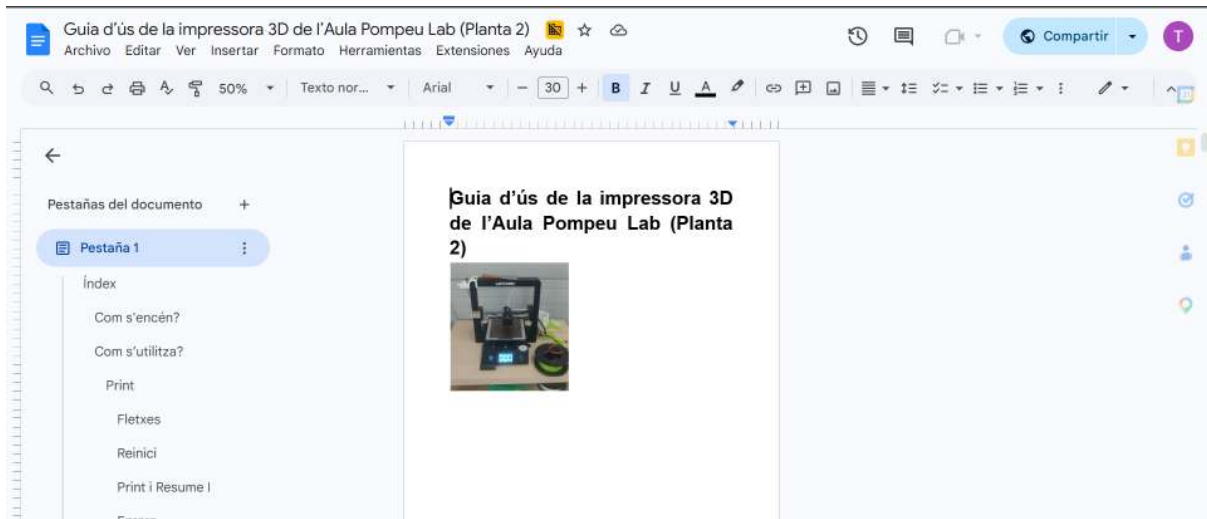 Guia d'ús de la impressora 3D de l'Aula Pompeu Lab (Planta 2)
Archivo Editar Ver Insertar Formato Herramientas Extensiones Ayuda
Compartir
T
50% Texto nor... Arial 30 B I U A
Pestañas del documento
Pestaña 1
Índex
Com s'encén?
Com s'utilitza?
Print
Fletxes
Reinici
Print i Resume I
Guia d'ús de la impressora 3D
de l'Aula Pompeu Lab (Planta
2)